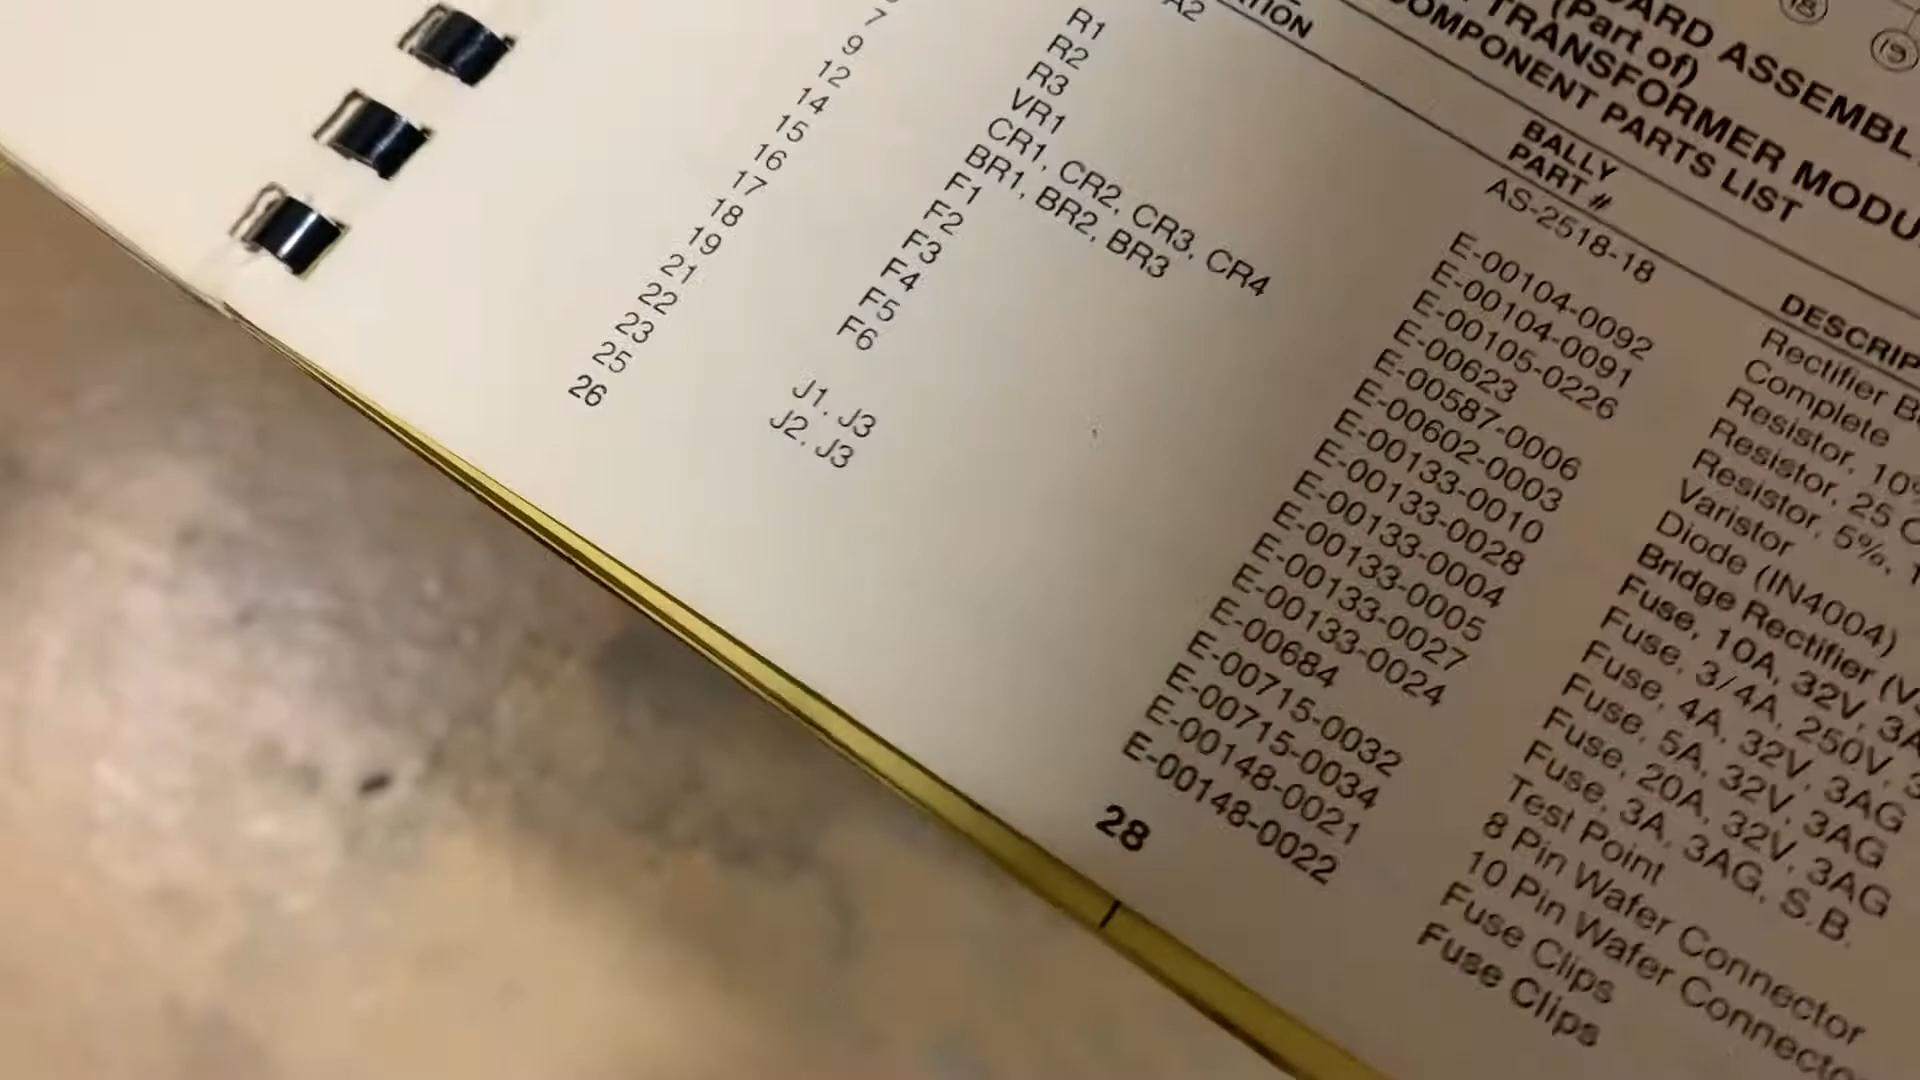 18
19
ARD ASSEMBL
(Part of)
TRANSFORMER MODU
COMPONENT PARTS LIST
BALLY
PART # DESCRIP
A2 AS-2518-18 Rectifier B
Complete
R1 E-00104-0092 Resistor, 10%
R2 E-00104-0091 Resistor, 25
R3 E-00105-0226 Resistor, 5%,
7 VR1 E-00623 Varistor
9 CR1, CR2, CR3, CR4 E-00587-0006 Diode (IN4004)
12 BR1, BR2, BR3 E-00602-0003 Bridge Rectifier
14 F1 E-00133-0010 Fuse, 10A, 32V, 3A
15 F2 E-00133-0028 Fuse, 3/4A, 250V, 3
16 F3 E-00133-0004 Fuse, 4A, 32V, 3AG
17 F4 E-00133-0005 Fuse, 5A, 32V, 3AG
18 F5 E-00133-0027 Fuse, 20A, 32V, 3AG
19 F6 E-00133-0024 Fuse, 3A, 3AG, S.B.
21 E-00684 Test Point
22 J1, J3 E-00715-0032 8 Pin Wafer Connector
23 J2, J3 E-00715-0034 10 Pin Wafer Connecto
25 E-00148-0021 Fuse Clips
26 E-00148-0022 Fuse Clips
28